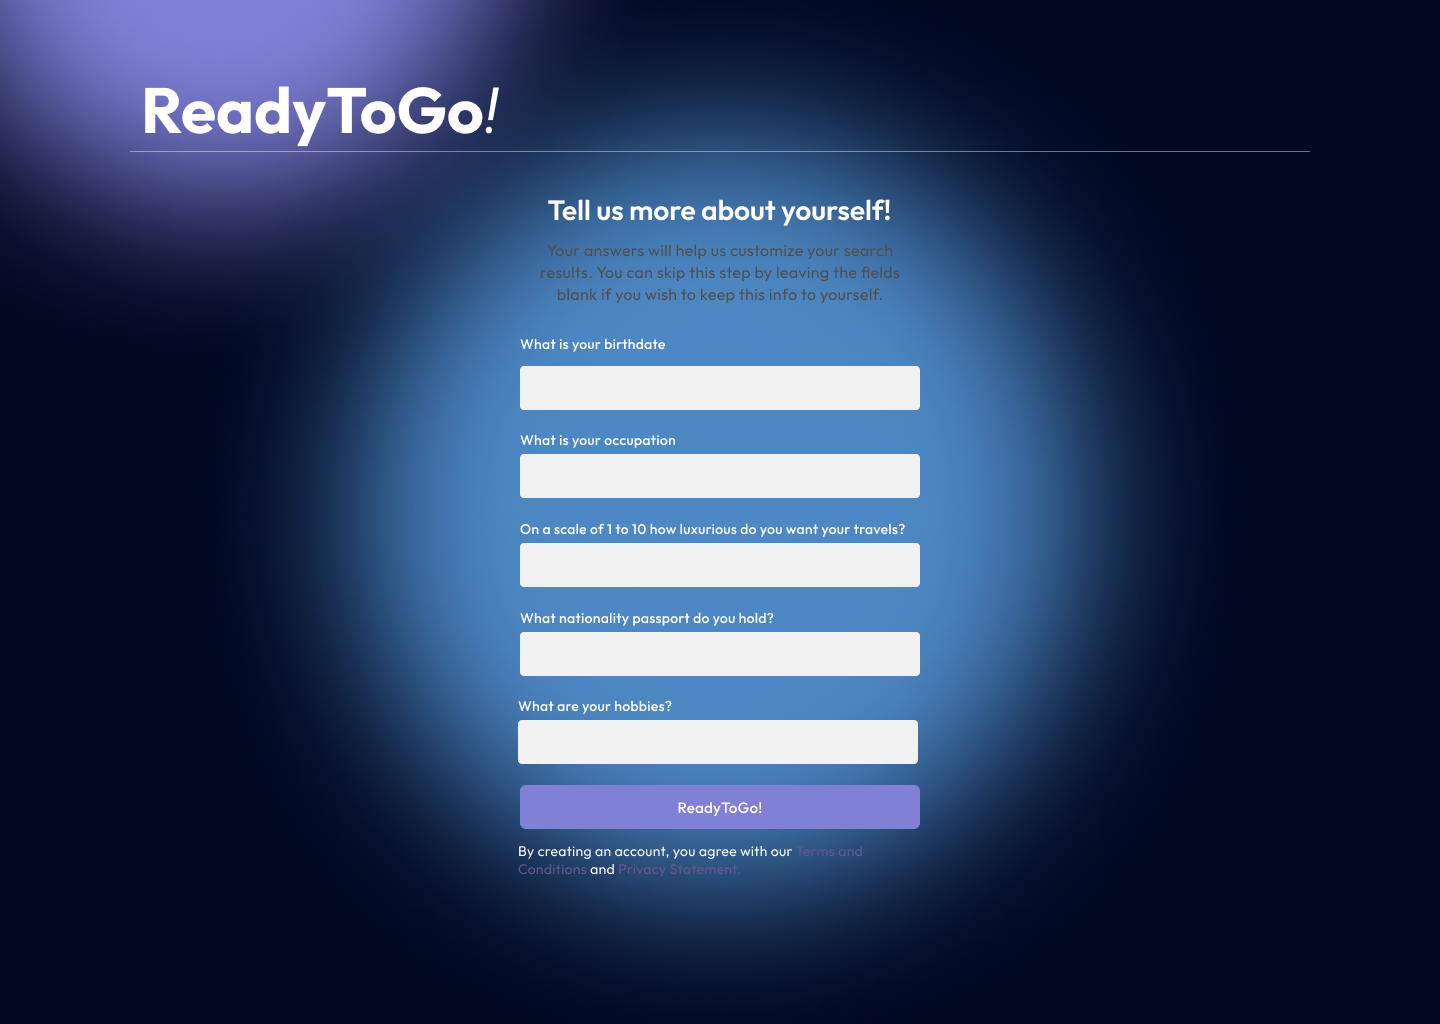 ReadyToGo!
Tell us more about yourself!
Your answers will help us customize your search
results. You can skip this step by leaving the fields
blank if you wish to keep this info to yourself.
What is your birthdate
What is your occupation
On a scale of 1 to 10 how luxurious do you want your travels?
What nationality passport do you hold?
What are your hobbies?
ReadyToGo!
By creating an account, you agree with our Terms and
Conditions and Privacy Statement.